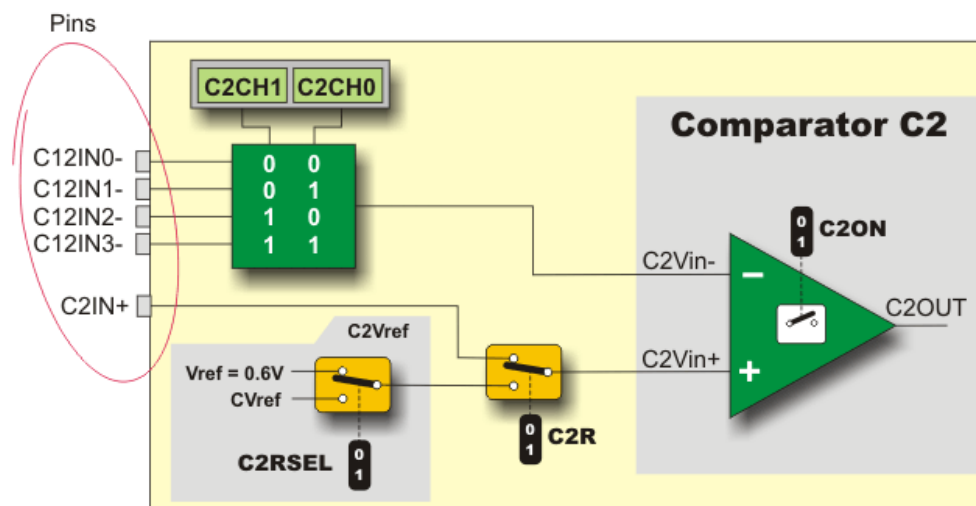 Pins
C2CH1 C2CH0
Comparator C2
C12IN0- 0 0
C12IN1- 0 1
C12IN2- 1 0
C12IN3- 1 1
0
1
C2ON
C2Vin-
C2IN+
C2OUT
C2Vref
C2Vin+
Vref = 0.6V
CVref
0
1
C2R
C2RSEL
0
1